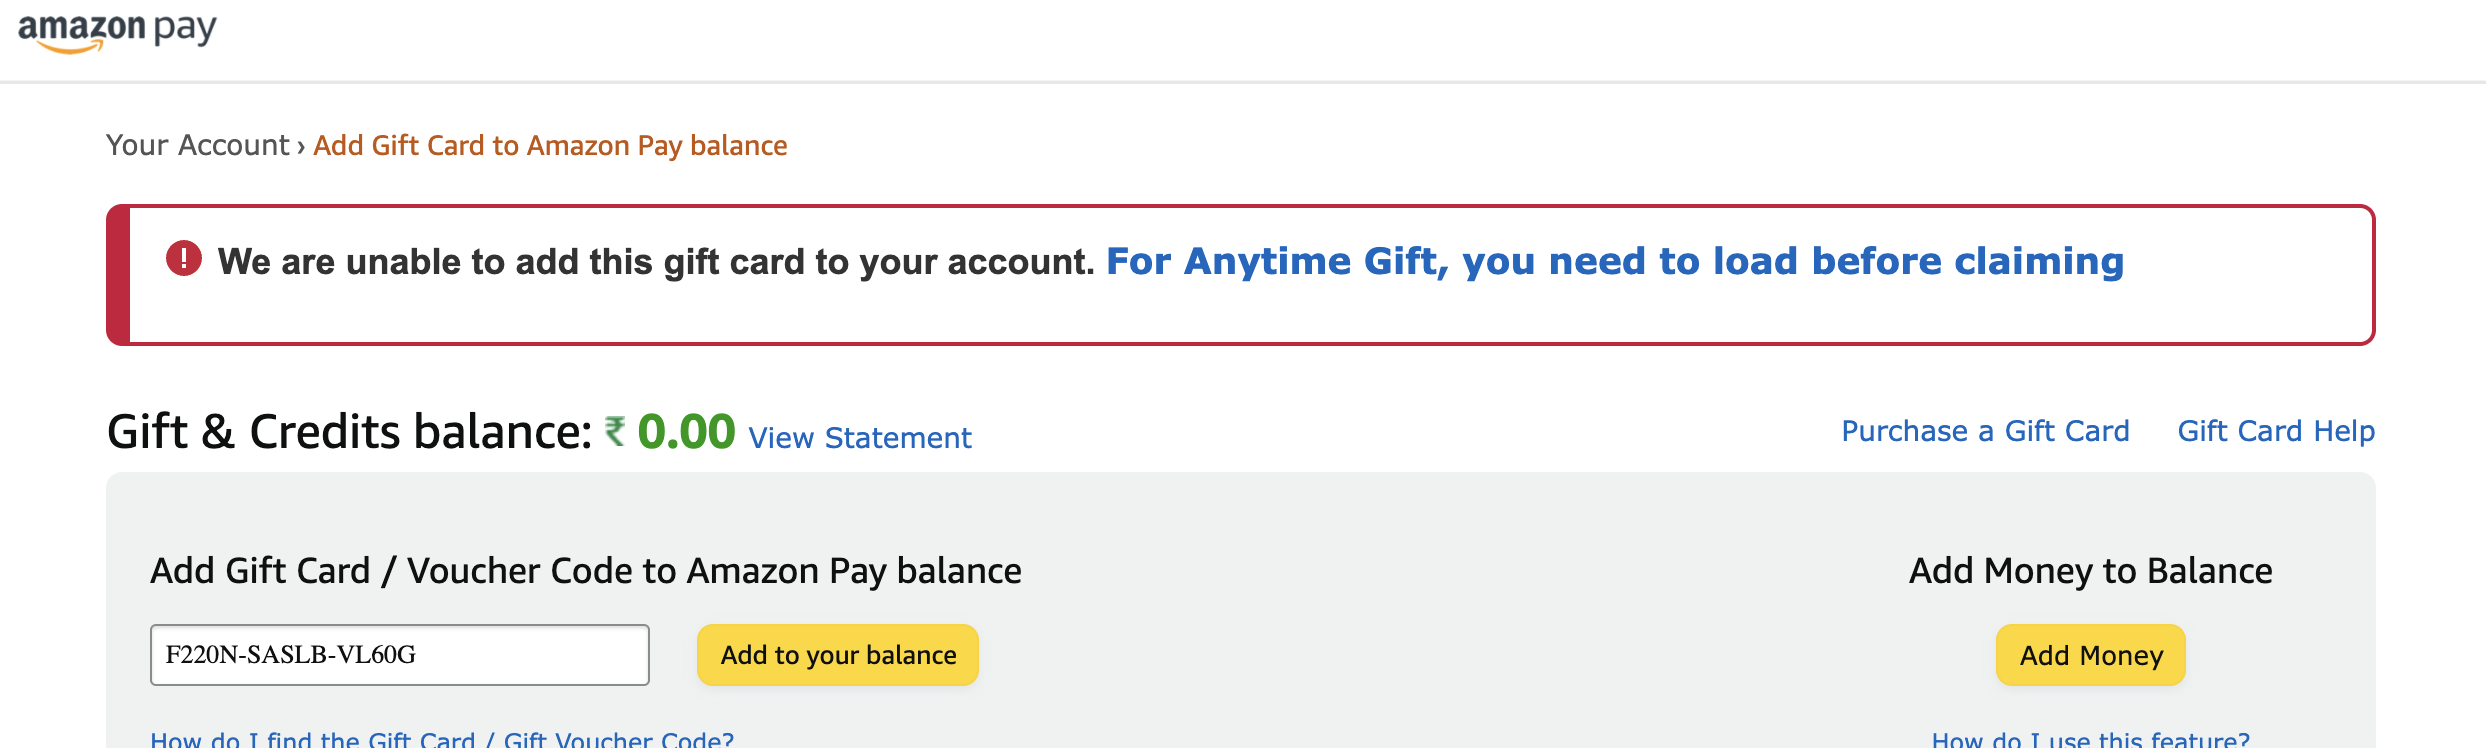 amazon pay
Your Account › Add Gift Card to Amazon Pay balance
We are unable to add this gift card to your account. For Anytime Gift, you need to load before claiming
Gift & Credits balance: ₹ 0.00 View Statement
Purchase a Gift Card Gift Card Help
Add Gift Card / Voucher Code to Amazon Pay balance
Add Money to Balance
F220N-SASLB-VL60G
Add to your balance
Add Money
How do I find the Gift Card / Gift Voucher Code?
How do I use this feature?